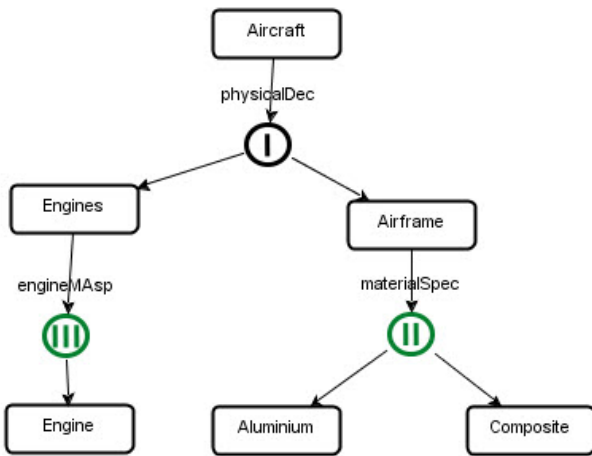 Aircraft
physicalDec
I
Engines
Airframe
engineMAsp
materialSpec
III
II
Engine
Aluminium
Composite